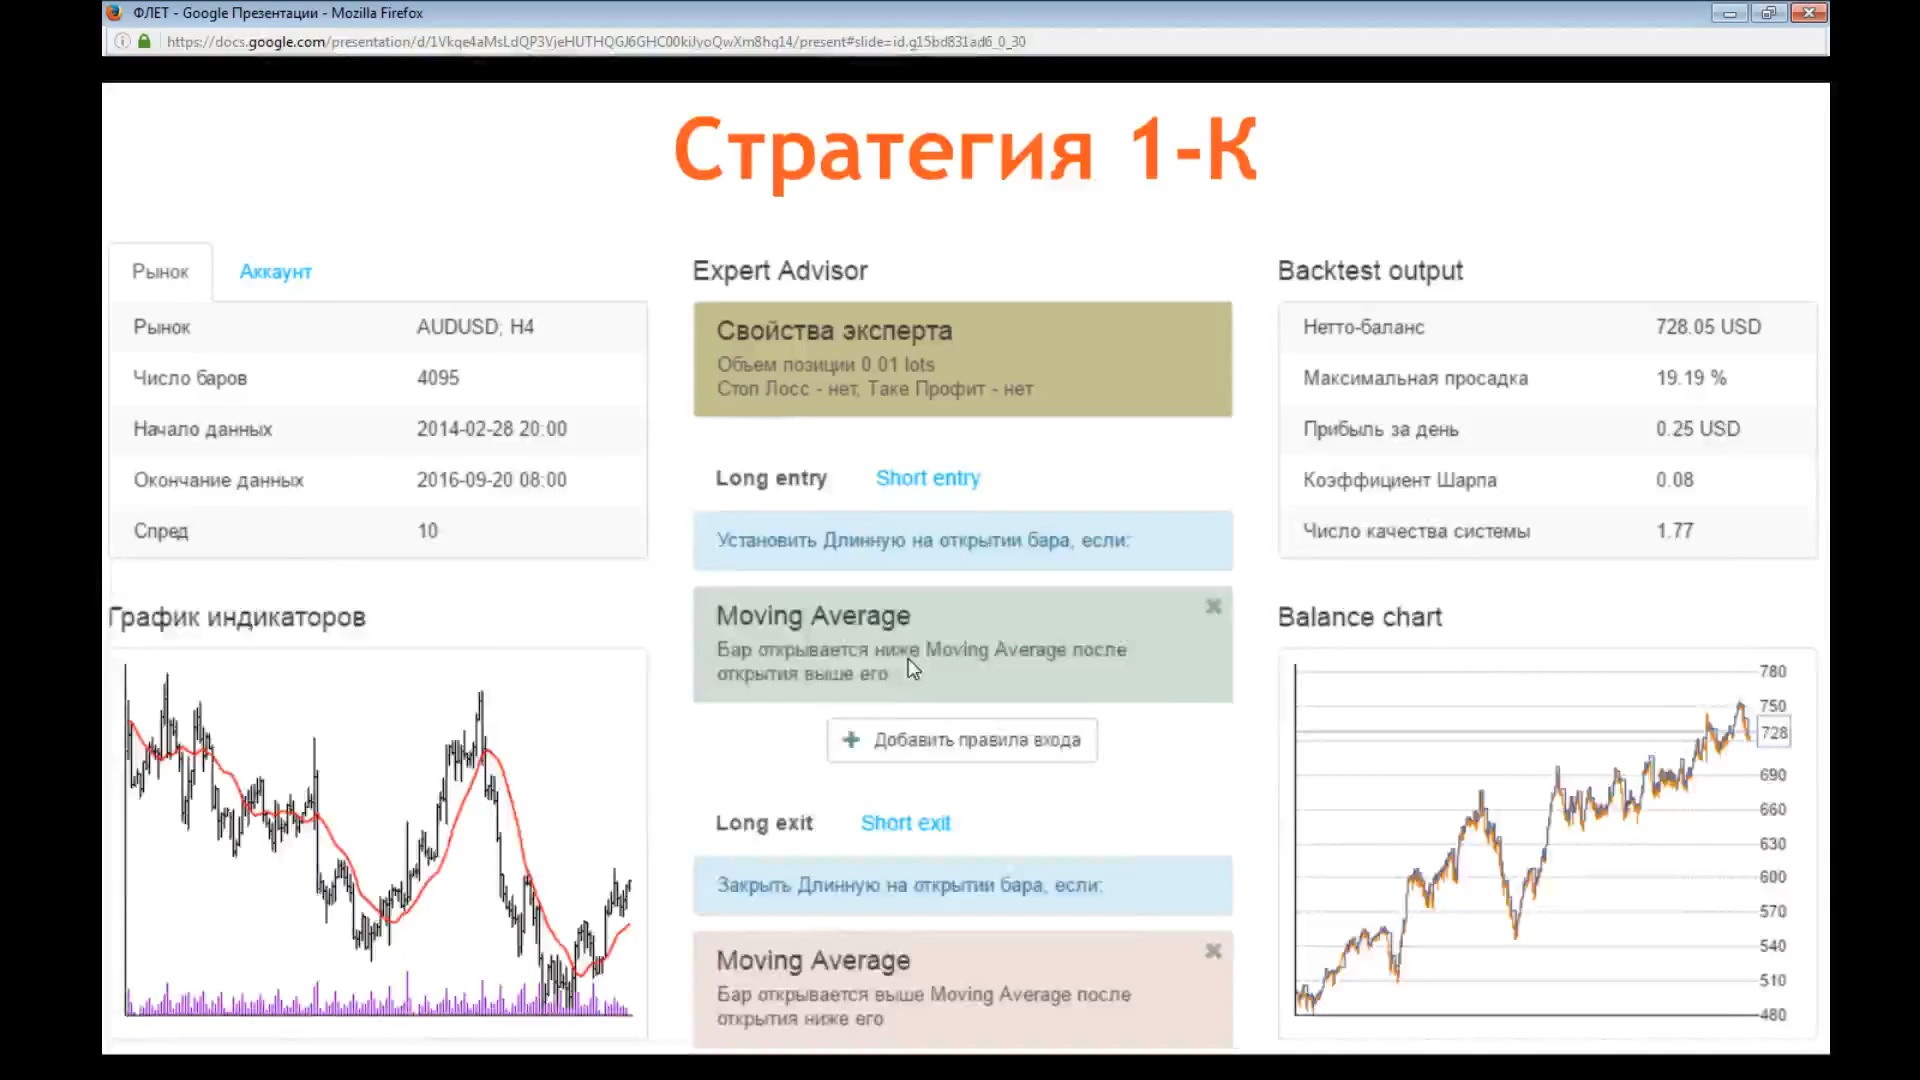 ФЛЕТ - Google Презентации - Mozilla Firefox
https://docs.google.com/presentation/d/1Vkqe4aMsLdQP3VjeHUTHQGJ6GHC00kiJyoQwXm8hq14/present#slide=id.g15bd831ad6_0_30
Стратегия 1-К
Рынок
Аккаунт
Рынок AUDUSD; H4
Число баров 4095
Начало данных 2014-02-28 20:00
Окончание данных 2016-09-20 08:00
Спред 10
График индикаторов
Expert Advisor
Свойства эксперта
Объем позиции 0 01 lots
Стоп Лосс - нет, Таке Профит - нет
Long entry
Short entry
Установить Длинную на открытии бара, если:
Moving Average
Бар открывается ниже Moving Average после
открытия выше его
Добавить правила входа
Long exit
Short exit
Закрыть Длинную на открытии бара, если:
Moving Average
Бар открывается выше Moving Average после
открытия ниже его
Backtest output
Нетто-баланс 728.05 USD
Максимальная просадка 19.19 %
Прибыль за день 0.25 USD
Коэффициент Шарпа 0.08
Число качества системы 1.77
Balance chart
780
750
728
690
660
630
600
570
540
510
480